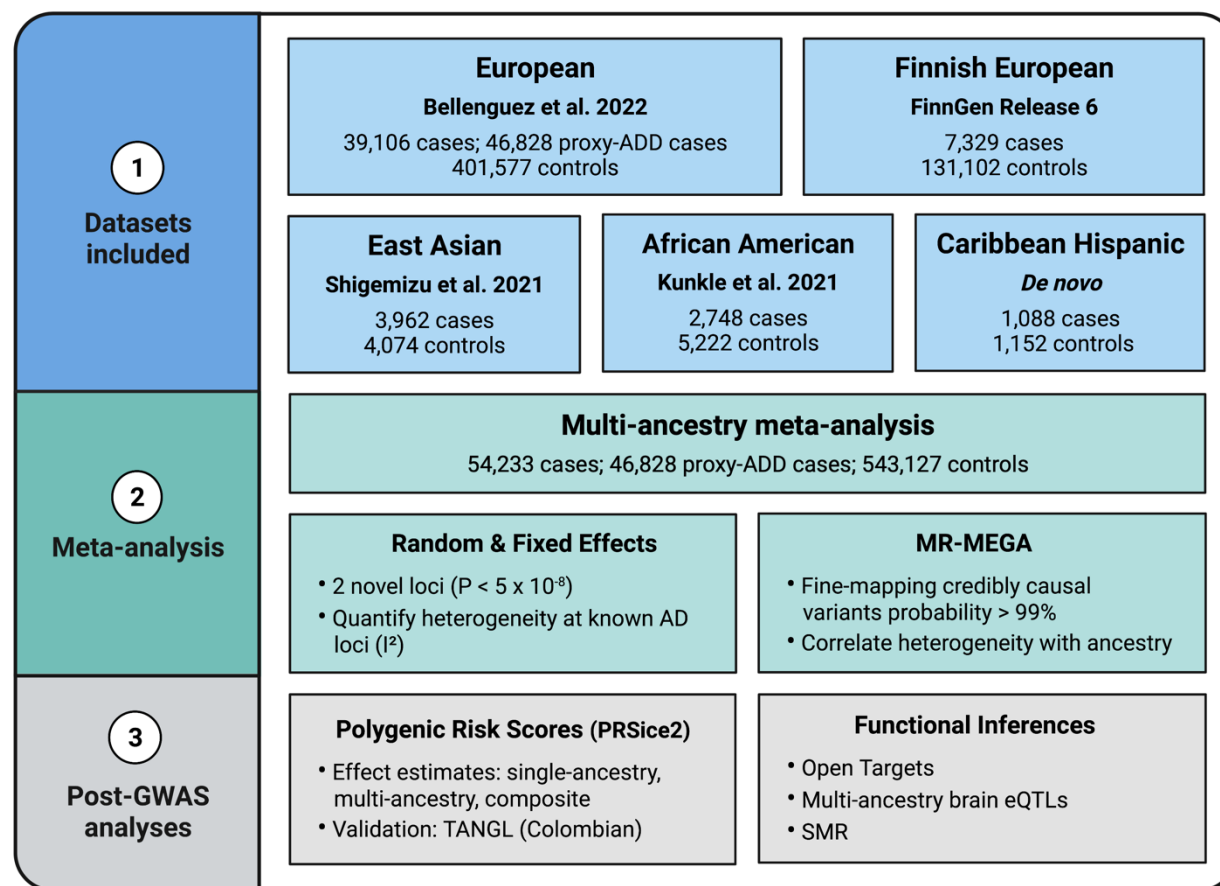 1
Datasets
included
European
Bellenguez et al. 2022
39,106 cases; 46,828 proxy-ADD cases
401,577 controls
Finnish European
FinnGen Release 6
7,329 cases
131,102 controls
East Asian
Shigemizu et al. 2021
3,962 cases
4,074 controls
African American
Kunkle et al. 2021
2,748 cases
5,222 controls
Caribbean Hispanic
De novo
1,088 cases
1,152 controls
2
Meta-analysis
Multi-ancestry meta-analysis
54,233 cases; 46,828 proxy-ADD cases; 543,127 controls
Random & Fixed Effects
• 2 novel loci (P < 5 x 10⁻⁸)
• Quantify heterogeneity at known AD
loci (I²)
MR-MEGA
• Fine-mapping credibly causal
variants probability > 99%
• Correlate heterogeneity with ancestry
3
Post-GWAS
analyses
Polygenic Risk Scores (PRSice2)
• Effect estimates: single-ancestry,
multi-ancestry, composite
• Validation: TANGL (Colombian)
Functional Inferences
• Open Targets
• Multi-ancestry brain eQTLs
• SMR